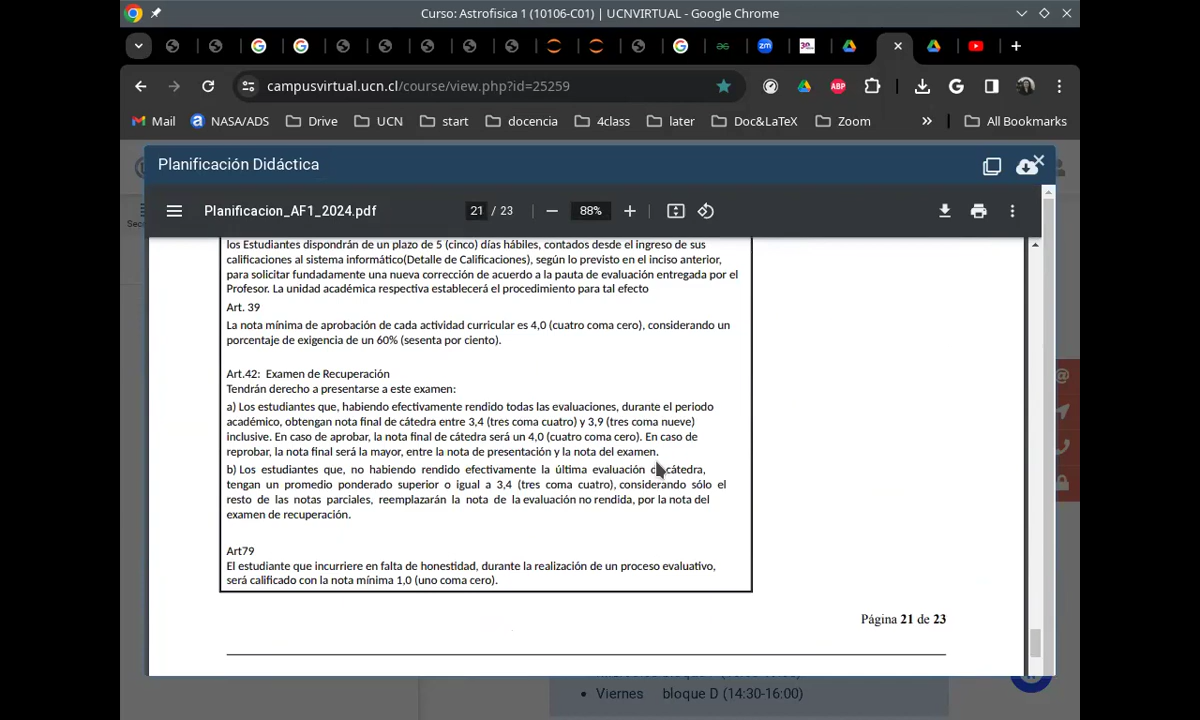 Curso: Astrofisica 1 (10106-C01) | UCNVIRTUAL - Google Chrome
campusvirtual.ucn.cl/course/view.php?id=25259
Mail NASA/ADS Drive UCN start docencia 4class later Doc&LaTeX Zoom » All Bookmarks
Planificación Didáctica
Planificacion_AF1_2024.pdf 21 / 23 88%
los Estudiantes dispondrán de un plazo de 5 (cinco) días hábiles, contados desde el ingreso de sus
calificaciones al sistema informático(Detalle de Calificaciones), según lo previsto en el inciso anterior,
para solicitar fundadamente una nueva corrección de acuerdo a la pauta de evaluación entregada por el
Profesor. La unidad académica respectiva establecerá el procedimiento para tal efecto
Art. 39
La nota mínima de aprobación de cada actividad curricular es 4,0 (cuatro coma cero), considerando un
porcentaje de exigencia de un 60% (sesenta por ciento).
Art.42: Examen de Recuperación
Tendrán derecho a presentarse a este examen:
a) Los estudiantes que, habiendo efectivamente rendido todas las evaluaciones, durante el periodo
académico, obtengan nota final de cátedra entre 3,4 (tres coma cuatro) y 3,9 (tres coma nueve)
inclusive. En caso de aprobar, la nota final de cátedra será un 4,0 (cuatro coma cero). En caso de
reprobar, la nota final será la mayor, entre la nota de presentación y la nota del examen.
b) Los estudiantes que, no habiendo rendido efectivamente la última evaluación cátedra,
tengan un promedio ponderado superior o igual a 3,4 (tres coma cuatro), considerando sólo el
resto de las notas parciales, reemplazarán la nota de la evaluación no rendida, por la nota del
examen de recuperación.
Art79
El estudiante que incurriere en falta de honestidad, durante la realización de un proceso evaluativo,
será calificado con la nota mínima 1,0 (uno coma cero).
Página 21 de 23
Viernes bloque D (14:30-16:00)